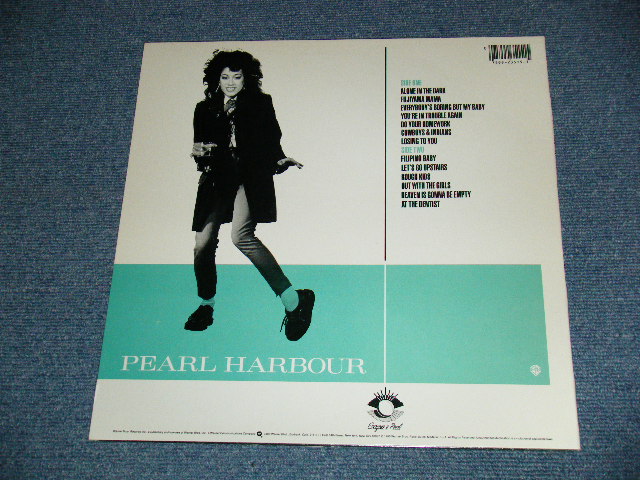 SIDE ONE
ALONE IN THE DARK
FUJIYAMA MAMA
EVERYBODY'S BORING BUT MY BABY
YOU'RE IN TROUBLE AGAIN
DO YOUR HOMEWORK
COWBOYS & INDIANS
LOSING TO YOU
SIDE TWO
FILIPINO BABY
LET'S GO UPSTAIRS
ROUGH KIDS
OUT WITH THE GIRLS
HEAVEN IS GONNA BE EMPTY
AT THE DENTIST
PEARL HARBOUR